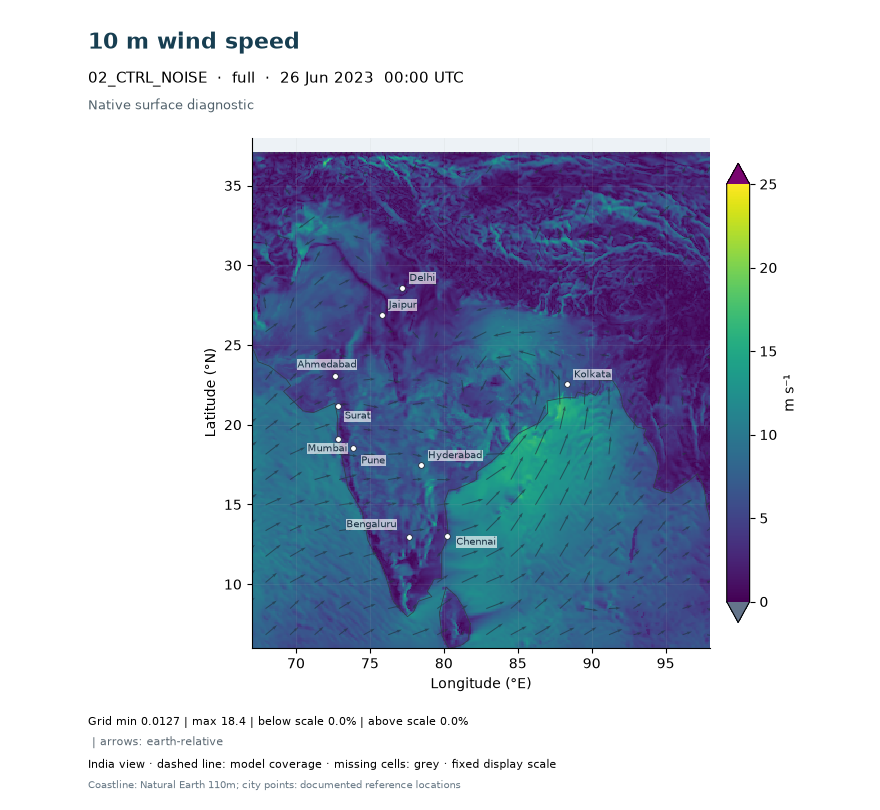 10 m wind speed
02_CTRL_NOISE · full · 26 Jun 2023 00:00 UTC
Native surface diagnostic
35
30
25
20
15
10
Latitude (°N)
Delhi
Jaipur
Ahmedabad
Kolkata
Surat
Mumbai
Pune
Hyderabad
Bengaluru
Chennai
70 75 80 85 90 95
Longitude (°E)
25
20
15
10
5
0
m s⁻¹
Grid min 0.0127 | max 18.4 | below scale 0.0% | above scale 0.0%
| arrows: earth-relative
India view · dashed line: model coverage · missing cells: grey · fixed display scale
Coastline: Natural Earth 110m; city points: documented reference locations